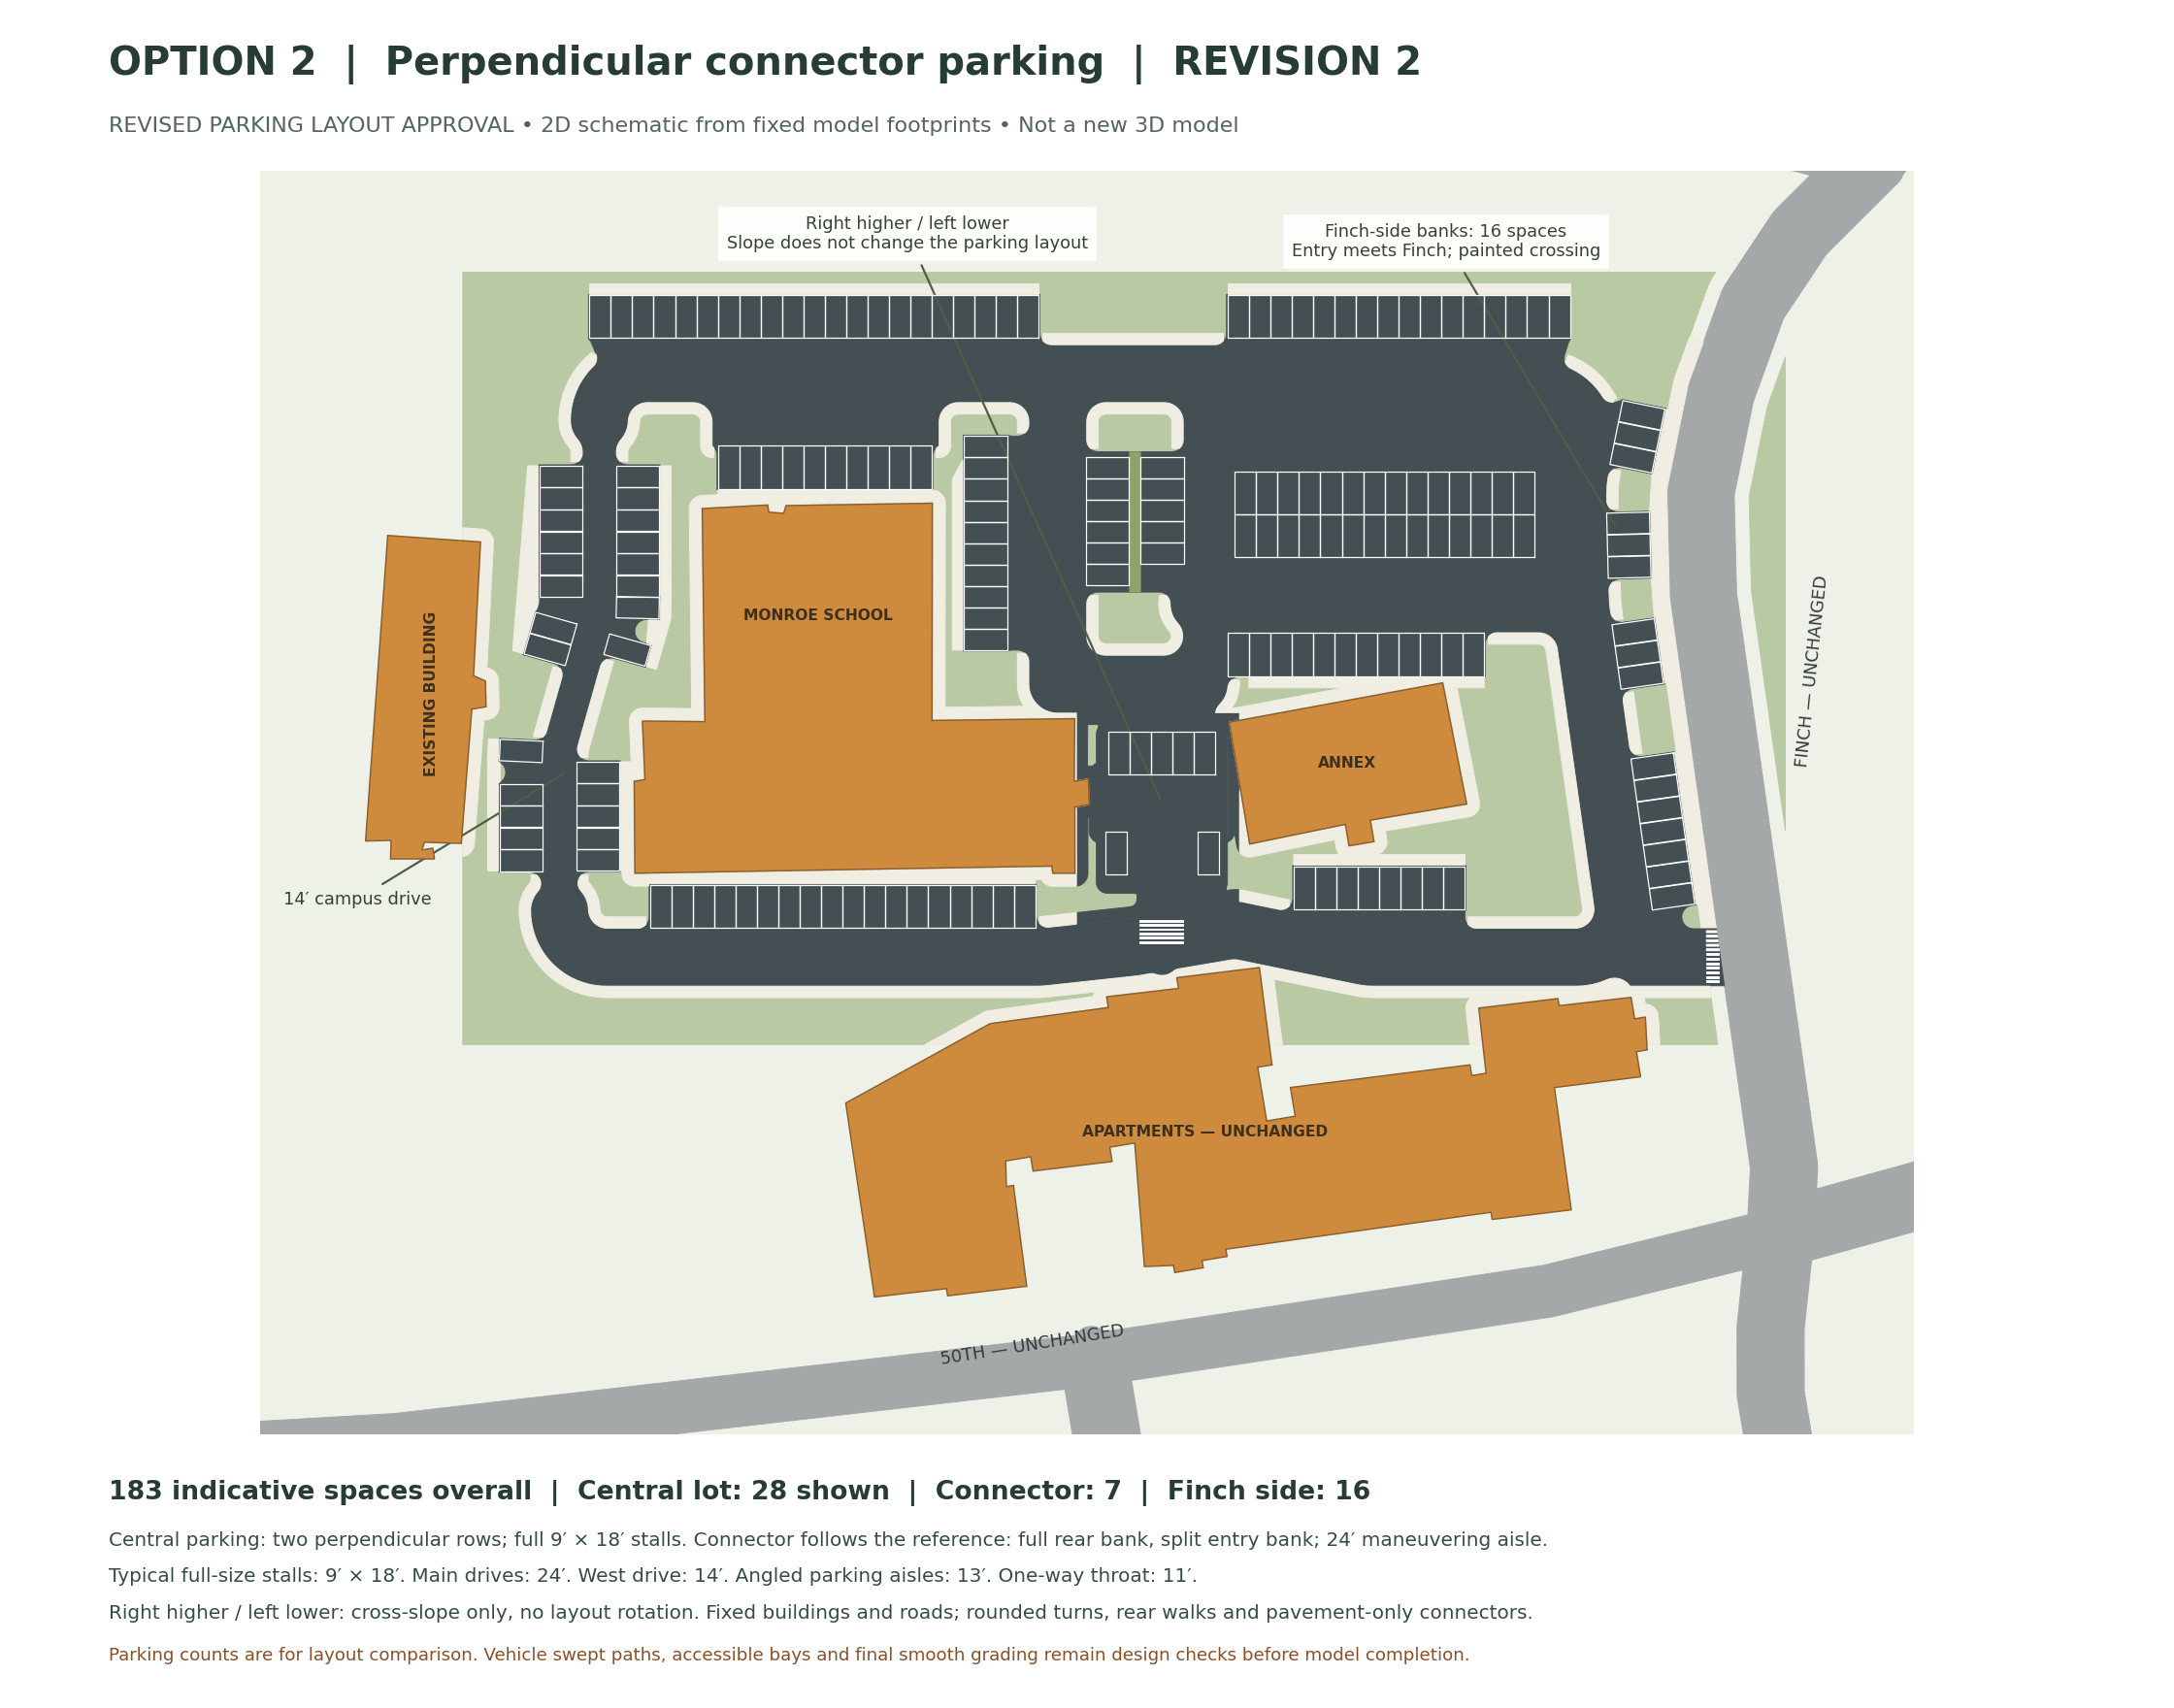 OPTION 2 | Perpendicular connector parking | REVISION 2
REVISED PARKING LAYOUT APPROVAL • 2D schematic from fixed model footprints • Not a new 3D model
Right higher / left lower
Slope does not change the parking layout
Finch-side banks: 16 spaces
Entry meets Finch; painted crossing
MONROE SCHOOL
EXISTING BUILDING
FINCH — UNCHANGED
ANNEX
14′ campus drive
APARTMENTS — UNCHANGED
50TH — UNCHANGED
183 indicative spaces overall | Central lot: 28 shown | Connector: 7 | Finch side: 16
Central parking: two perpendicular rows; full 9′ × 18′ stalls. Connector follows the reference: full rear bank, split entry bank; 24′ maneuvering aisle.
Typical full-size stalls: 9′ × 18′. Main drives: 24′. West drive: 14′. Angled parking aisles: 13′. One-way throat: 11′.
Right higher / left lower: cross-slope only, no layout rotation. Fixed buildings and roads; rounded turns, rear walks and pavement-only connectors.
Parking counts are for layout comparison. Vehicle swept paths, accessible bays and final smooth grading remain design checks before model completion.